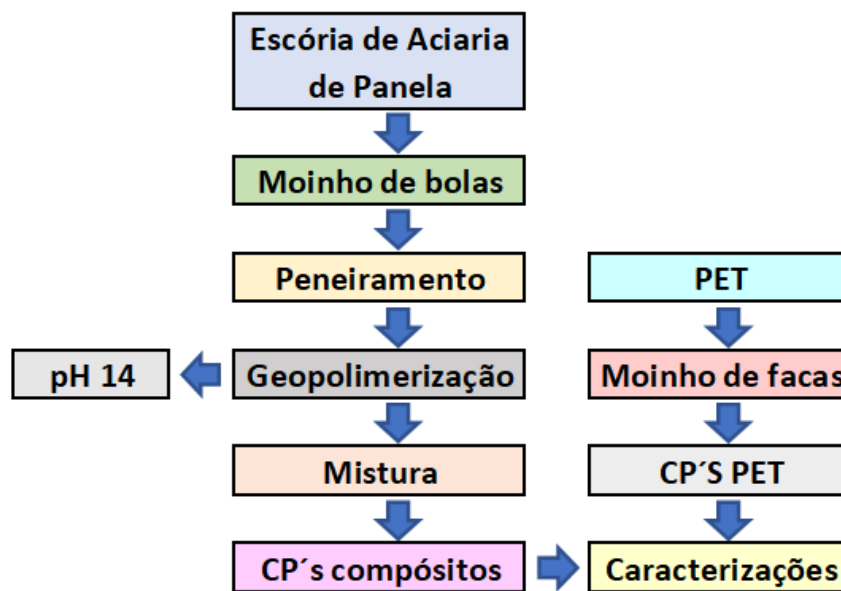 Escória de Aciaria
de Panela
Moinho de bolas
Peneiramento
PET
pH 14
Geopolimerização
Moinho de facas
Mistura
CP´S PET
CP´s compósitos
Caracterizações